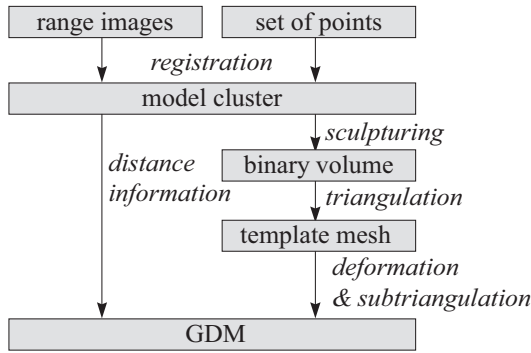 range images
set of points
registration
model cluster
sculpturing
distance
information
binary volume
triangulation
template mesh
deformation
& subtriangulation
GDM